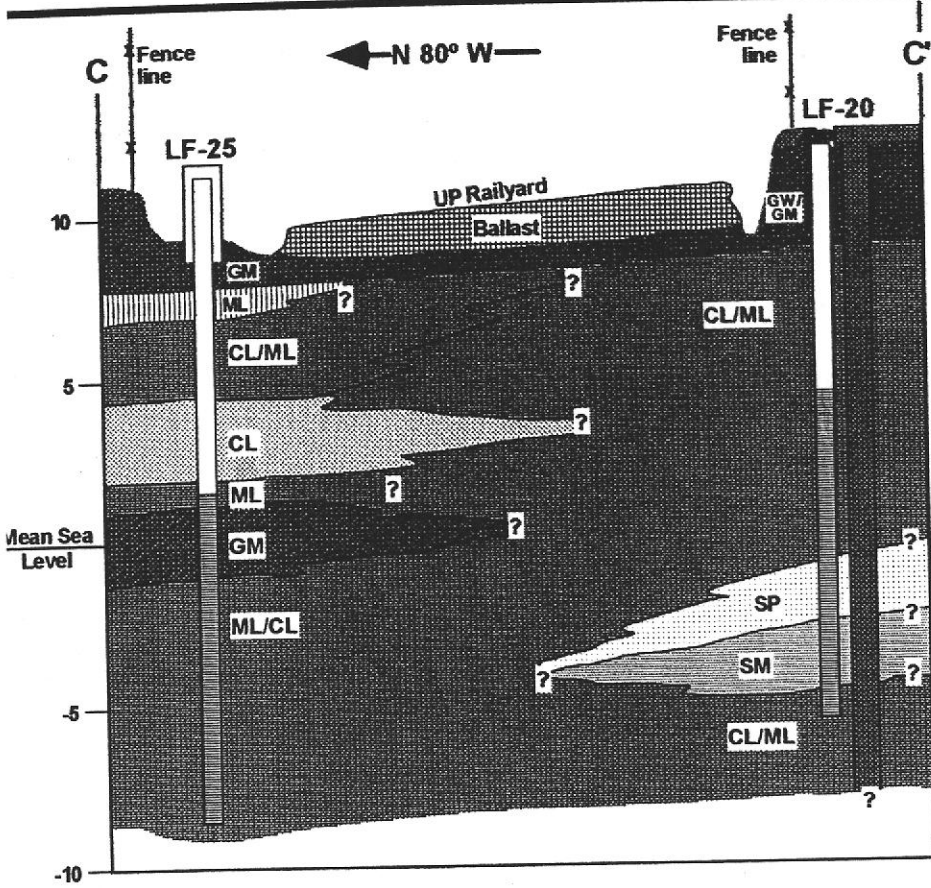 C
Fence
line
N 80° W
Fence
line
C'
LF-25
LF-20
UP Railyard
Ballast
GW/
GM
10
GM
ML
?
?
CL/ML
CL/ML
5
CL
?
ML
?
GM
?
Mean Sea
Level
?
ML/CL
SP
?
SM
?
?
-5
CL/ML
?
-10